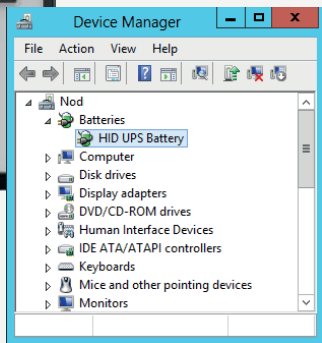 Device Manager
File Action View Help
Nod
Batteries
HID UPS Battery
Computer
Disk drives
Display adapters
DVD/CD-ROM drives
Human Interface Devices
IDE ATA/ATAPI controllers
Keyboards
Mice and other pointing devices
Monitors